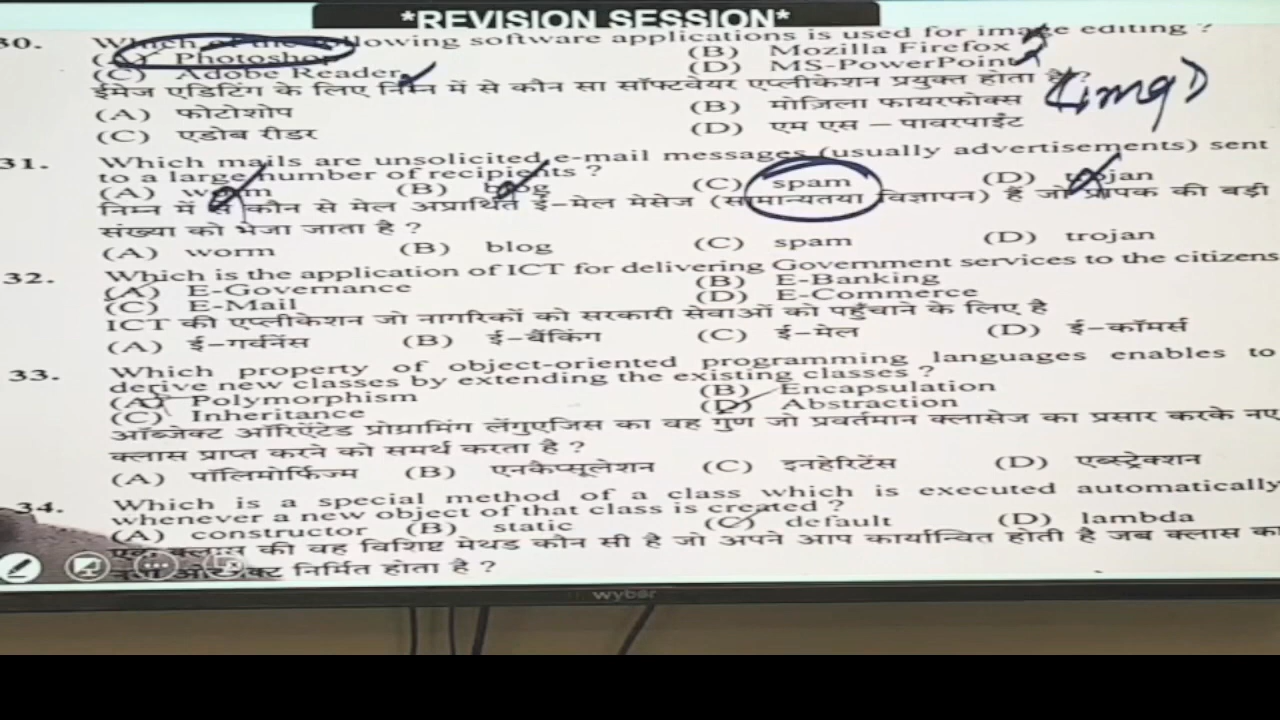 *REVISION SESSION*
30. Which of the following software applications is used for image editing ?
(A) Photoshop (B) Mozilla Firefox
(C) Adobe Reader (D) MS-PowerPoint
ईमेज एडिटिंग के लिए निम्न में से कौन सा सॉफ्टवेयर एप्लीकेशन प्रयुक्त होता है ?
(A) फोटोशोप (B) मोज़िला फायरफोक्स
(C) एडोब रीडर (D) एम एस – पावरपाईंट
31. Which mails are unsolicited e-mail messages (usually advertisements) sent
to a large number of recipients ?
(A) worm (B) blog (C) spam (D) trojan
निम्न में से कौन से मेल अप्रार्थित ई-मेल मेसेज (सामान्यतया विज्ञापन) हैं जो प्रापक की बड़ी
संख्या को भेजा जाता है ?
(A) worm (B) blog (C) spam (D) trojan
32. Which is the application of ICT for delivering Government services to the citizens
(A) E-Governance (B) E-Banking
(C) E-Mail (D) E-Commerce
ICT की एप्लीकेशन जो नागरिकों को सरकारी सेवाओं को पहुँचाने के लिए है
(A) ई-गर्वनेंस (B) ई-बैंकिंग (C) ई-मेल (D) ई-कॉमर्स
33. Which property of object-oriented programming languages enables to
derive new classes by extending the existing classes ?
(A) Polymorphism (B) Encapsulation
(C) Inheritance (D) Abstraction
ऑब्जेक्ट ऑरिऐंटेड प्रोग्रामिंग लेंगुएजिस का वह गुण जो प्रवर्तमान क्लासेज का प्रसार करके नए
क्लास प्राप्त करने को समर्थ करता है ?
(A) पॉलिमोर्फिज्म (B) एनकैप्सूलेशन (C) इनहेरिटेंस (D) एब्स्ट्रेक्शन
34. Which is a special method of a class which is executed automatically
whenever a new object of that class is created ?
(A) constructor (B) static (C) default (D) lambda
क्लास की वह विशिष्ट मेथड कौन सी है जो अपने आप कार्यान्वित होती है जब क्लास का
निर्मित होता है ?
wybor